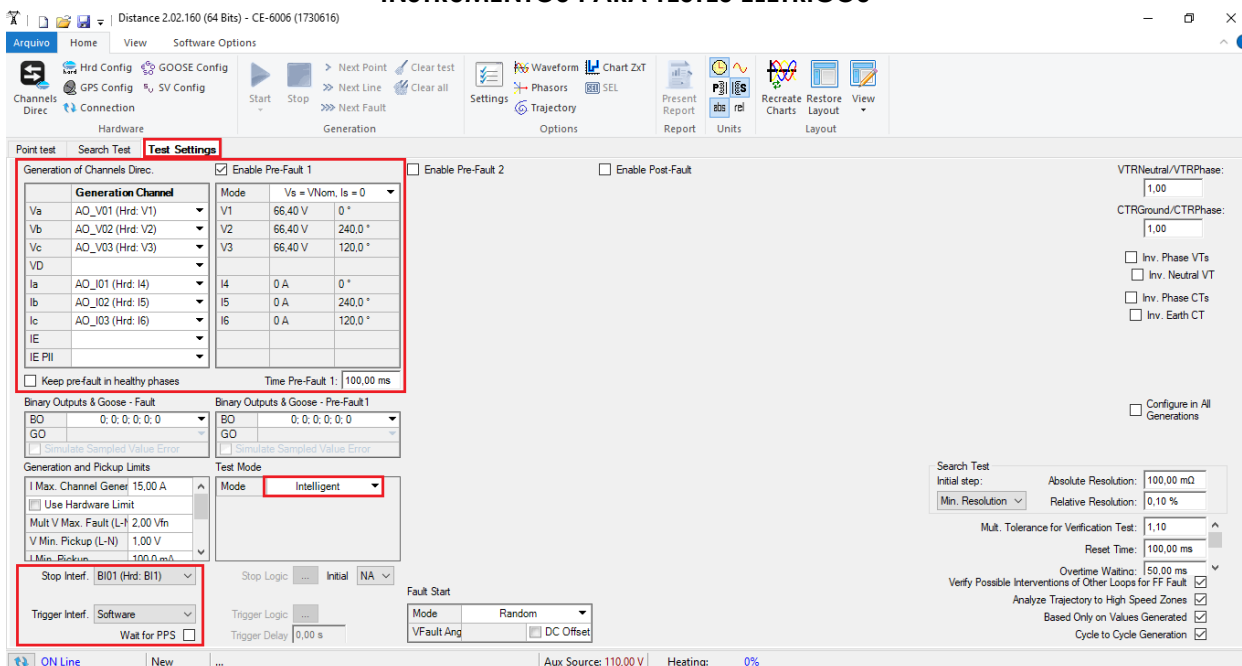 INSTRUMENTOS PARA TESTES ELÉTRICOS
Distance 2.02.160 (64 Bits) - CE-6006 (1730616)
Arquivo Home View Software Options
Hrd Config GOOSE Config
GPS Config SV Config
Connection
Channels Direc
Hardware
Start Stop
Next Point Clear test
Next Line Clear all
Next Fault
Generation
Settings
Waveform Chart ZxT
Phasors SEL
Trajectory
Options
Present Report
Report
abs rel
Units
Recreate Charts Restore Layout View
Layout
Point test Search Test Test Settings
Generation of Channels Direc.
Generation Channel
Va AO_V01 (Hrd: V1)
Vb AO_V02 (Hrd: V2)
Vc AO_V03 (Hrd: V3)
VD
Ia AO_I01 (Hrd: I4)
Ib AO_I02 (Hrd: I5)
Ic AO_I03 (Hrd: I6)
IE
IE PII
Keep pre-fault in healthy phases
Enable Pre-Fault 1
Mode Vs = VNom, Is = 0
V1 66,40 V 0 °
V2 66,40 V 240,0 °
V3 66,40 V 120,0 °
I4 0 A 0 °
I5 0 A 240,0 °
I6 0 A 120,0 °
Time Pre-Fault 1: 100,00 ms
Enable Pre-Fault 2
Enable Post-Fault
VTRNeutral/VTRPhase:
1,00
CTRGround/CTRPhase:
1,00
Inv. Phase VTs
Inv. Neutral VT
Inv. Phase CTs
Inv. Earth CT
Configure in All Generations
Binary Outputs & Goose - Fault
BO 0; 0; 0; 0; 0; 0
GO
Simulate Sampled Value Error
Binary Outputs & Goose - Pre-Fault1
BO 0; 0; 0; 0; 0; 0
GO
Simulate Sampled Value Error
Generation and Pickup Limits
I Max. Channel Gener 15,00 A
Use Hardware Limit
Mult V Max. Fault (L-N 2,00 Vfn
V Min. Pickup (L-N) 1,00 V
I Min. Pickup 100,0 mA
Test Mode
Mode Intelligent
Stop Interf. BI01 (Hrd: BI1)
Stop Logic ... Initial NA
Trigger Interf. Software
Trigger Logic ...
Wait for PPS
Trigger Delay 0,00 s
Fault Start
Mode Random
VFault Ang DC Offset
Search Test
Initial step:
Min. Resolution
Absolute Resolution: 100,00 mΩ
Relative Resolution: 0,10 %
Mult. Tolerance for Verification Test: 1,10
Reset Time: 100,00 ms
Overtime Waiting: 50,00 ms
Verify Possible Interventions of Other Loops for FF Fault
Analyze Trajectory to High Speed Zones
Based Only on Values Generated
Cycle to Cycle Generation
ON Line New ... Aux Source: 110,00 V Heating: 0%